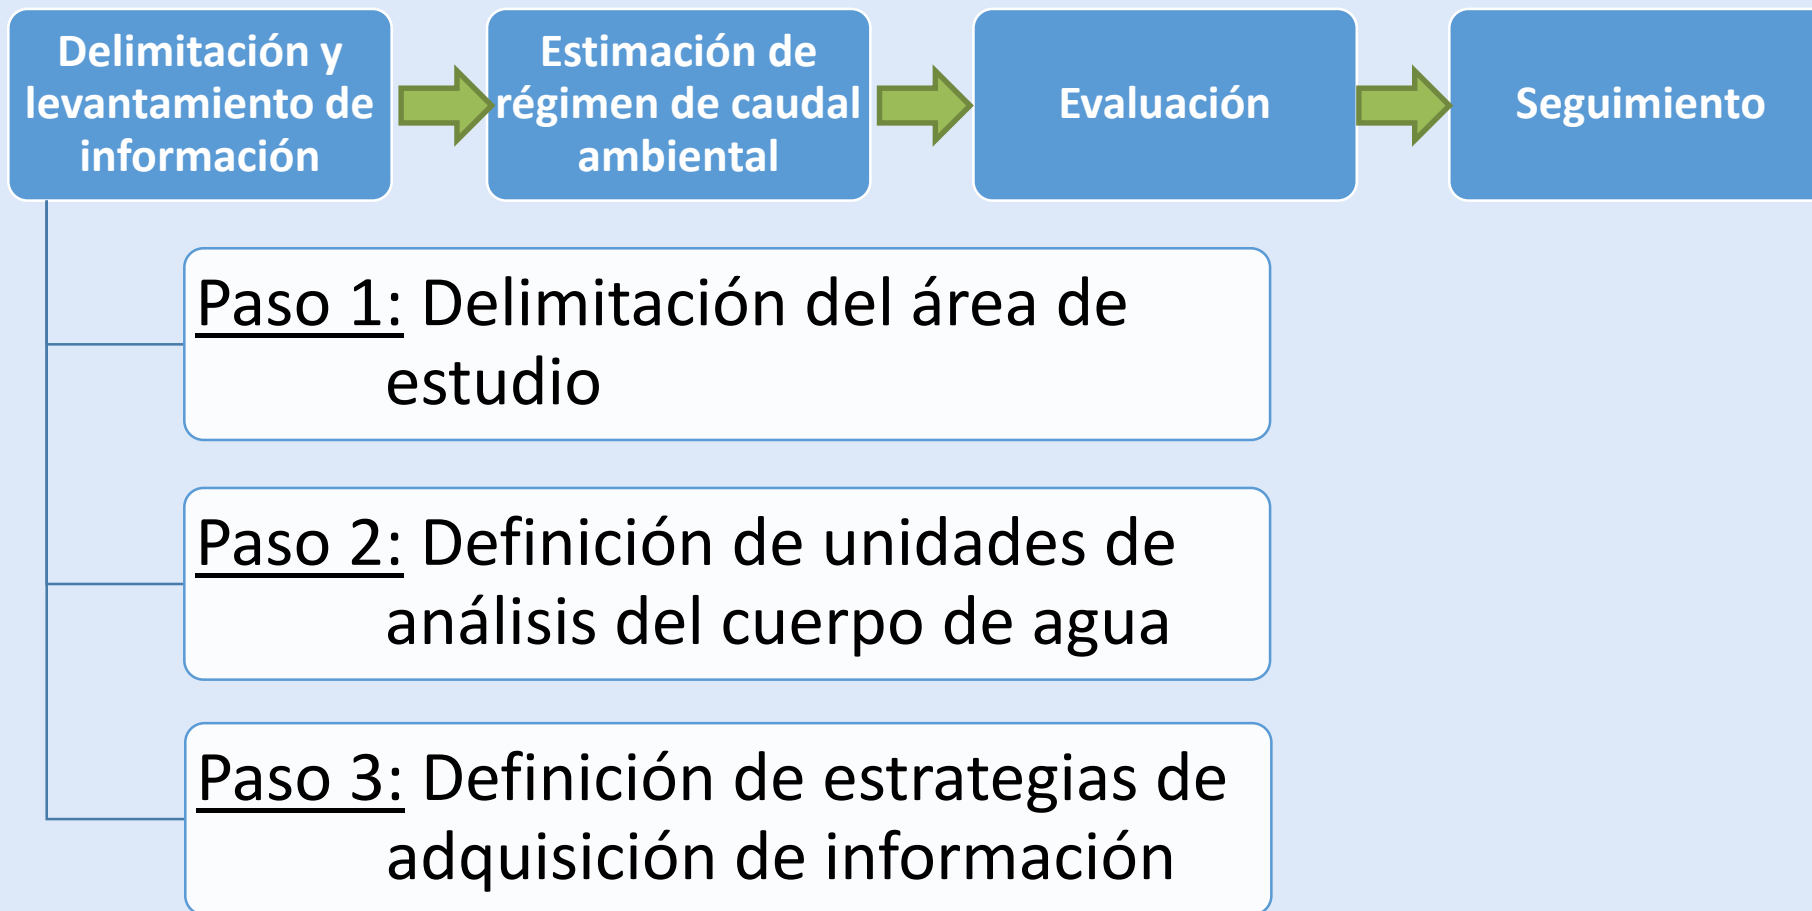 Delimitación y
levantamiento de
información
Estimación de
régimen de caudal
ambiental
Evaluación
Seguimiento
Paso 1: Delimitación del área de
estudio
Paso 2: Definición de unidades de
análisis del cuerpo de agua
Paso 3: Definición de estrategias de
adquisición de información